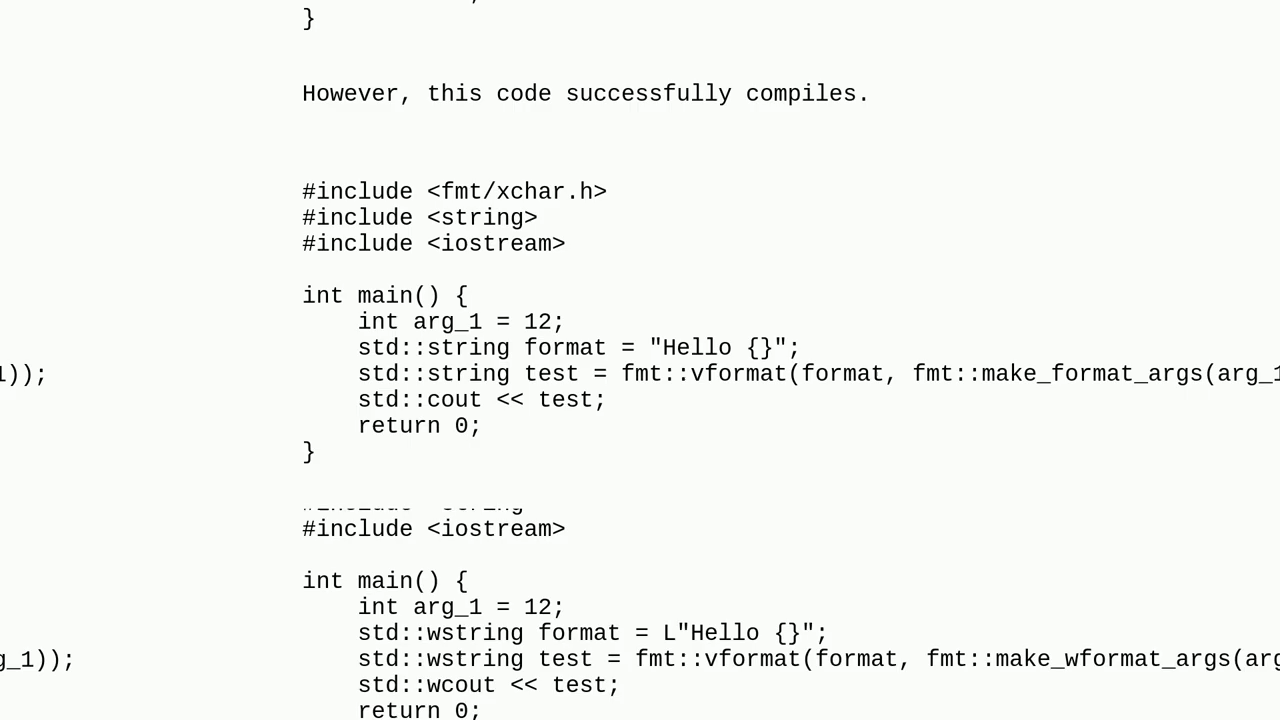 }
However, this code successfully compiles.
#include <fmt/xchar.h>
#include <string>
#include <iostream>
int main() {
    int arg_1 = 12;
    std::string format = "Hello {}";
1));    std::string test = fmt::vformat(format, fmt::make_format_args(arg_1
    std::cout << test;
    return 0;
}
#include <iostream>
int main() {
    int arg_1 = 12;
    std::wstring format = L"Hello {}";
g_1));    std::wstring test = fmt::vformat(format, fmt::make_wformat_args(arg
    std::wcout << test;
    return 0;